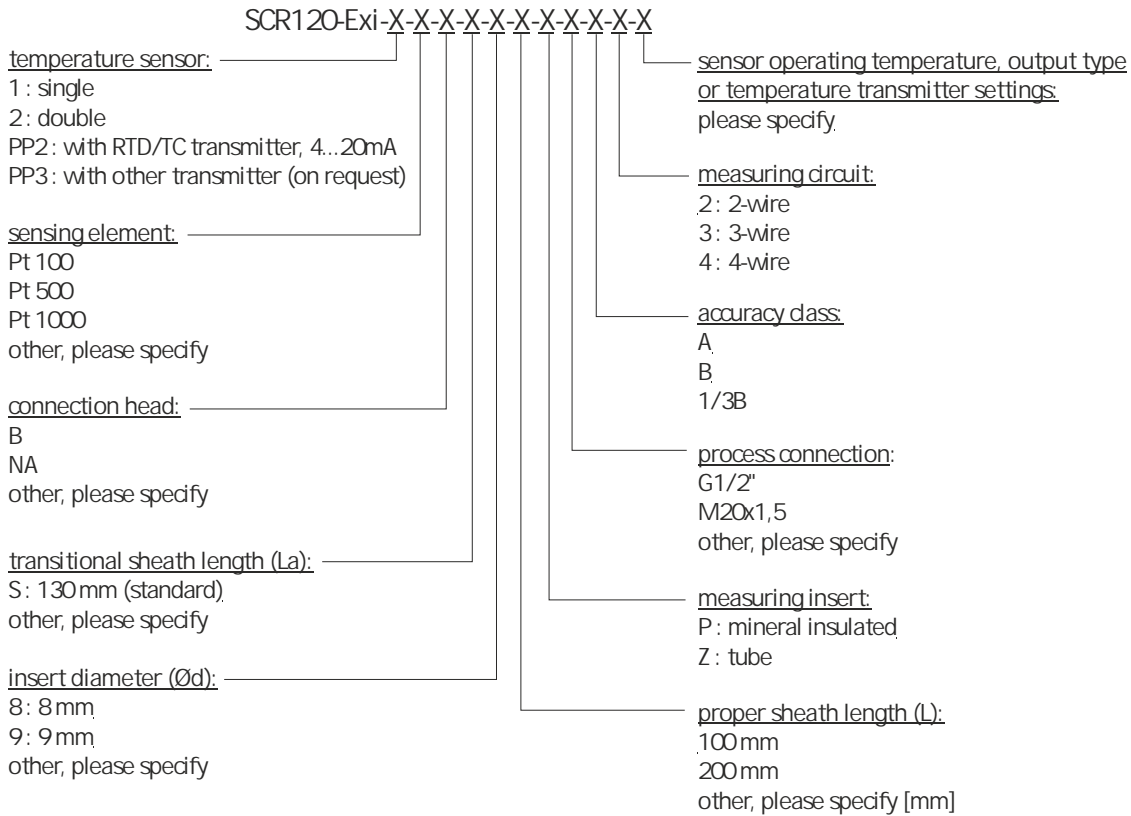 SCR120-Exi-X-X-X-X-X-X-X-X-X-X-X
temperature sensor:
1 : single
2 : double
PP2 : with RTD/TC transmitter, 4...20mA
PP3 : with other transmitter (on request)
sensing element:
Pt 100
Pt 500
Pt 1000
other, please specify
connection head:
B
NA
other, please specify
transitional sheath length (La):
S : 130 mm (standard)
other, please specify
insert diameter (Ød):
8 : 8 mm
9 : 9 mm
other, please specify
sensor operating temperature, output type
or temperature transmitter settings:
please specify
measuring circuit:
2 : 2-wire
3 : 3-wire
4 : 4-wire
accuracy class:
A
B
1/3B
process connection:
G1/2"
M20x1,5
other, please specify
measuring insert:
P : mineral insulated
Z : tube
proper sheath length (L):
100 mm
200 mm
other, please specify [mm]